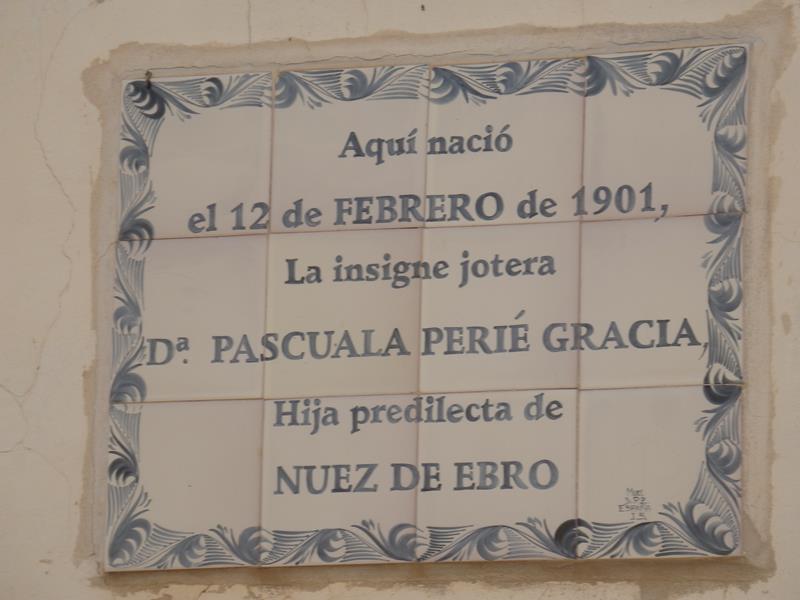 Aquí nació
el 12 de FEBRERO de 1901,
La insigne jotera
Dª. PASCUALA PERIÉ GRACIA,
Hija predilecta de
NUEZ DE EBRO
ESPAÑA